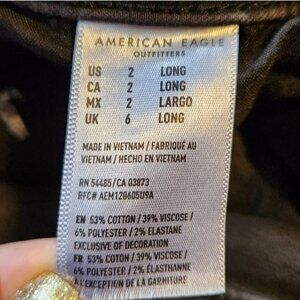 AMERICAN EAGLE
OUTFITTERS
US 2 LONG
CA 2 LONG
MX 2 LARGO
UK 6 LONG
MADE IN VIETNAM / FABRIQUÉ AU
VIETNAM / HECHO EN VIETNAM
RN 54485/CA 03873
RFC# AEM120605U9A
EN 53% COTTON / 39% VISCOSE /
6% POLYESTER / 2% ELASTANE
EXCLUSIVE OF DECORATION
FR 53% COTON / 39% VISCOSE /
6% POLYESTER / 2% ÉLASTHANNE
À L'EXCEPTION DE LA GARNITURE